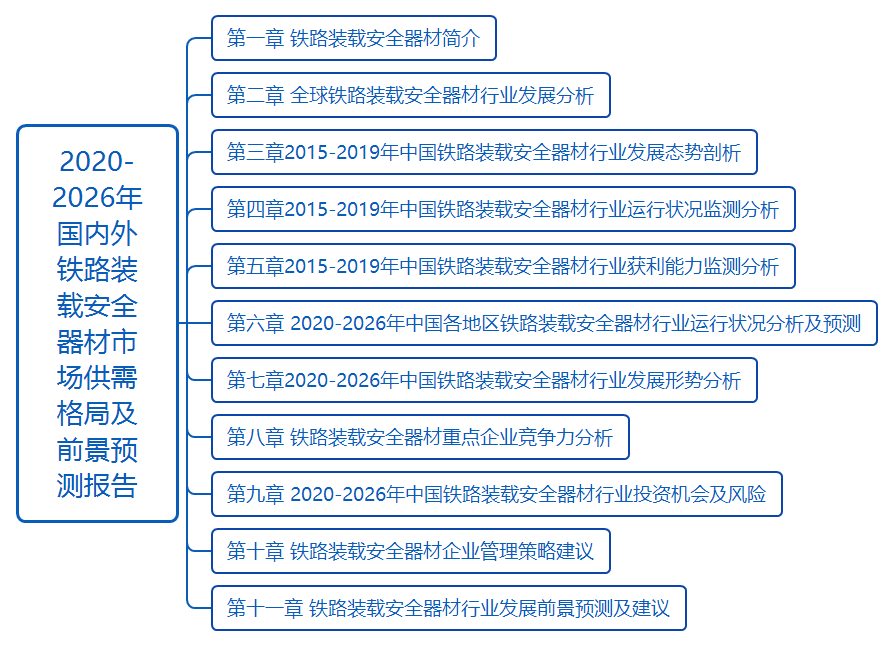 2020-
2026年
国内外
铁路装
载安全
器材市
场供需
格局及
前景预
测报告
第一章 铁路装载安全器材简介
第二章 全球铁路装载安全器材行业发展分析
第三章2015-2019年中国铁路装载安全器材行业发展态势剖析
第四章2015-2019年中国铁路装载安全器材行业运行状况监测分析
第五章2015-2019年中国铁路装载安全器材行业获利能力监测分析
第六章 2020-2026年中国各地区铁路装载安全器材行业运行状况分析及预测
第七章2020-2026年中国铁路装载安全器材行业发展形势分析
第八章 铁路装载安全器材重点企业竞争力分析
第九章 2020-2026年中国铁路装载安全器材行业投资机会及风险
第十章 铁路装载安全器材企业管理策略建议
第十一章 铁路装载安全器材行业发展前景预测及建议